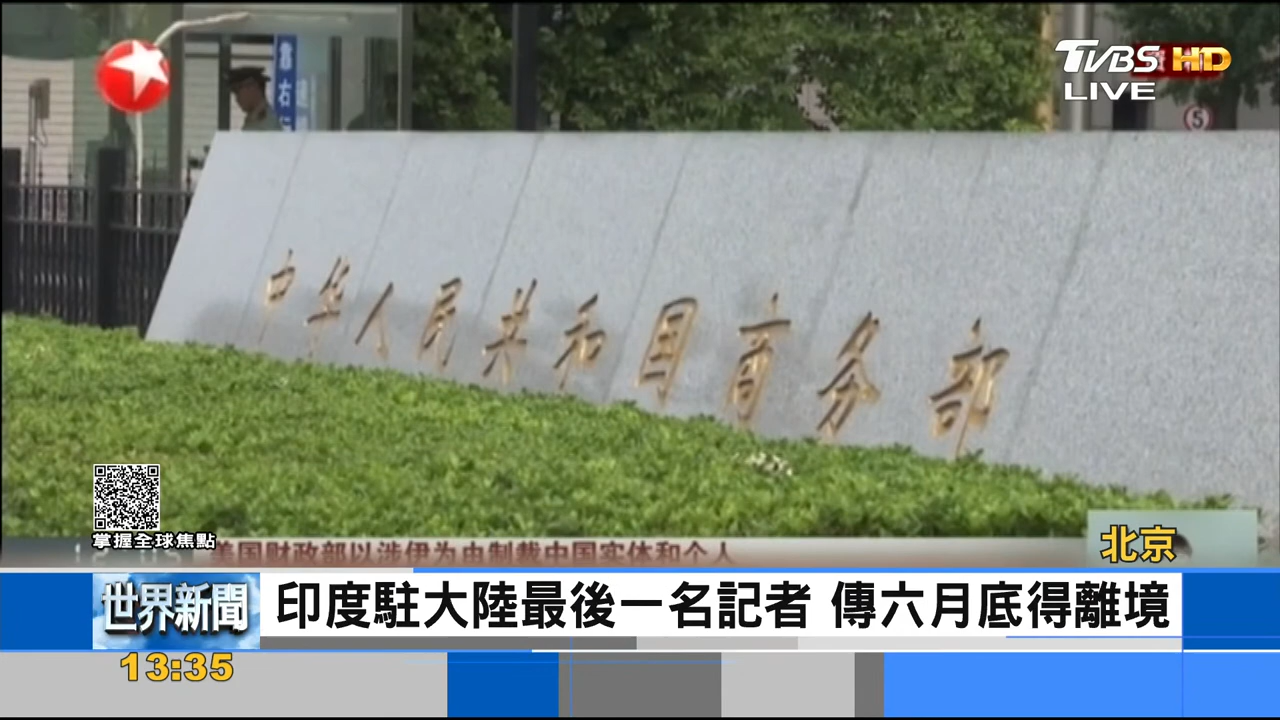 TVBS HD
LIVE
靠右
5
中华人民共和国商务部
掌握全球焦點
美国财政部以涉伊为由制裁中国实体和个人
北京
世界新聞
印度駐大陸最後一名記者 傳六月底得離境
13:35